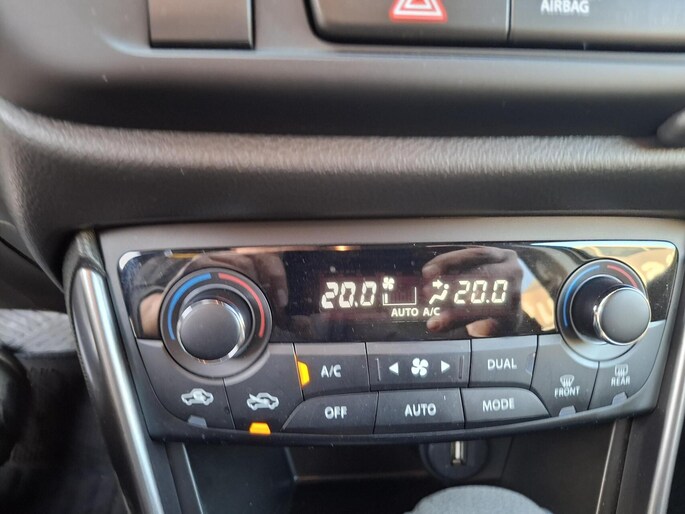 AIRBAG
20.0 20.0
AUTO A/C
A/C DUAL
OFF AUTO MODE
FRONT
REAR